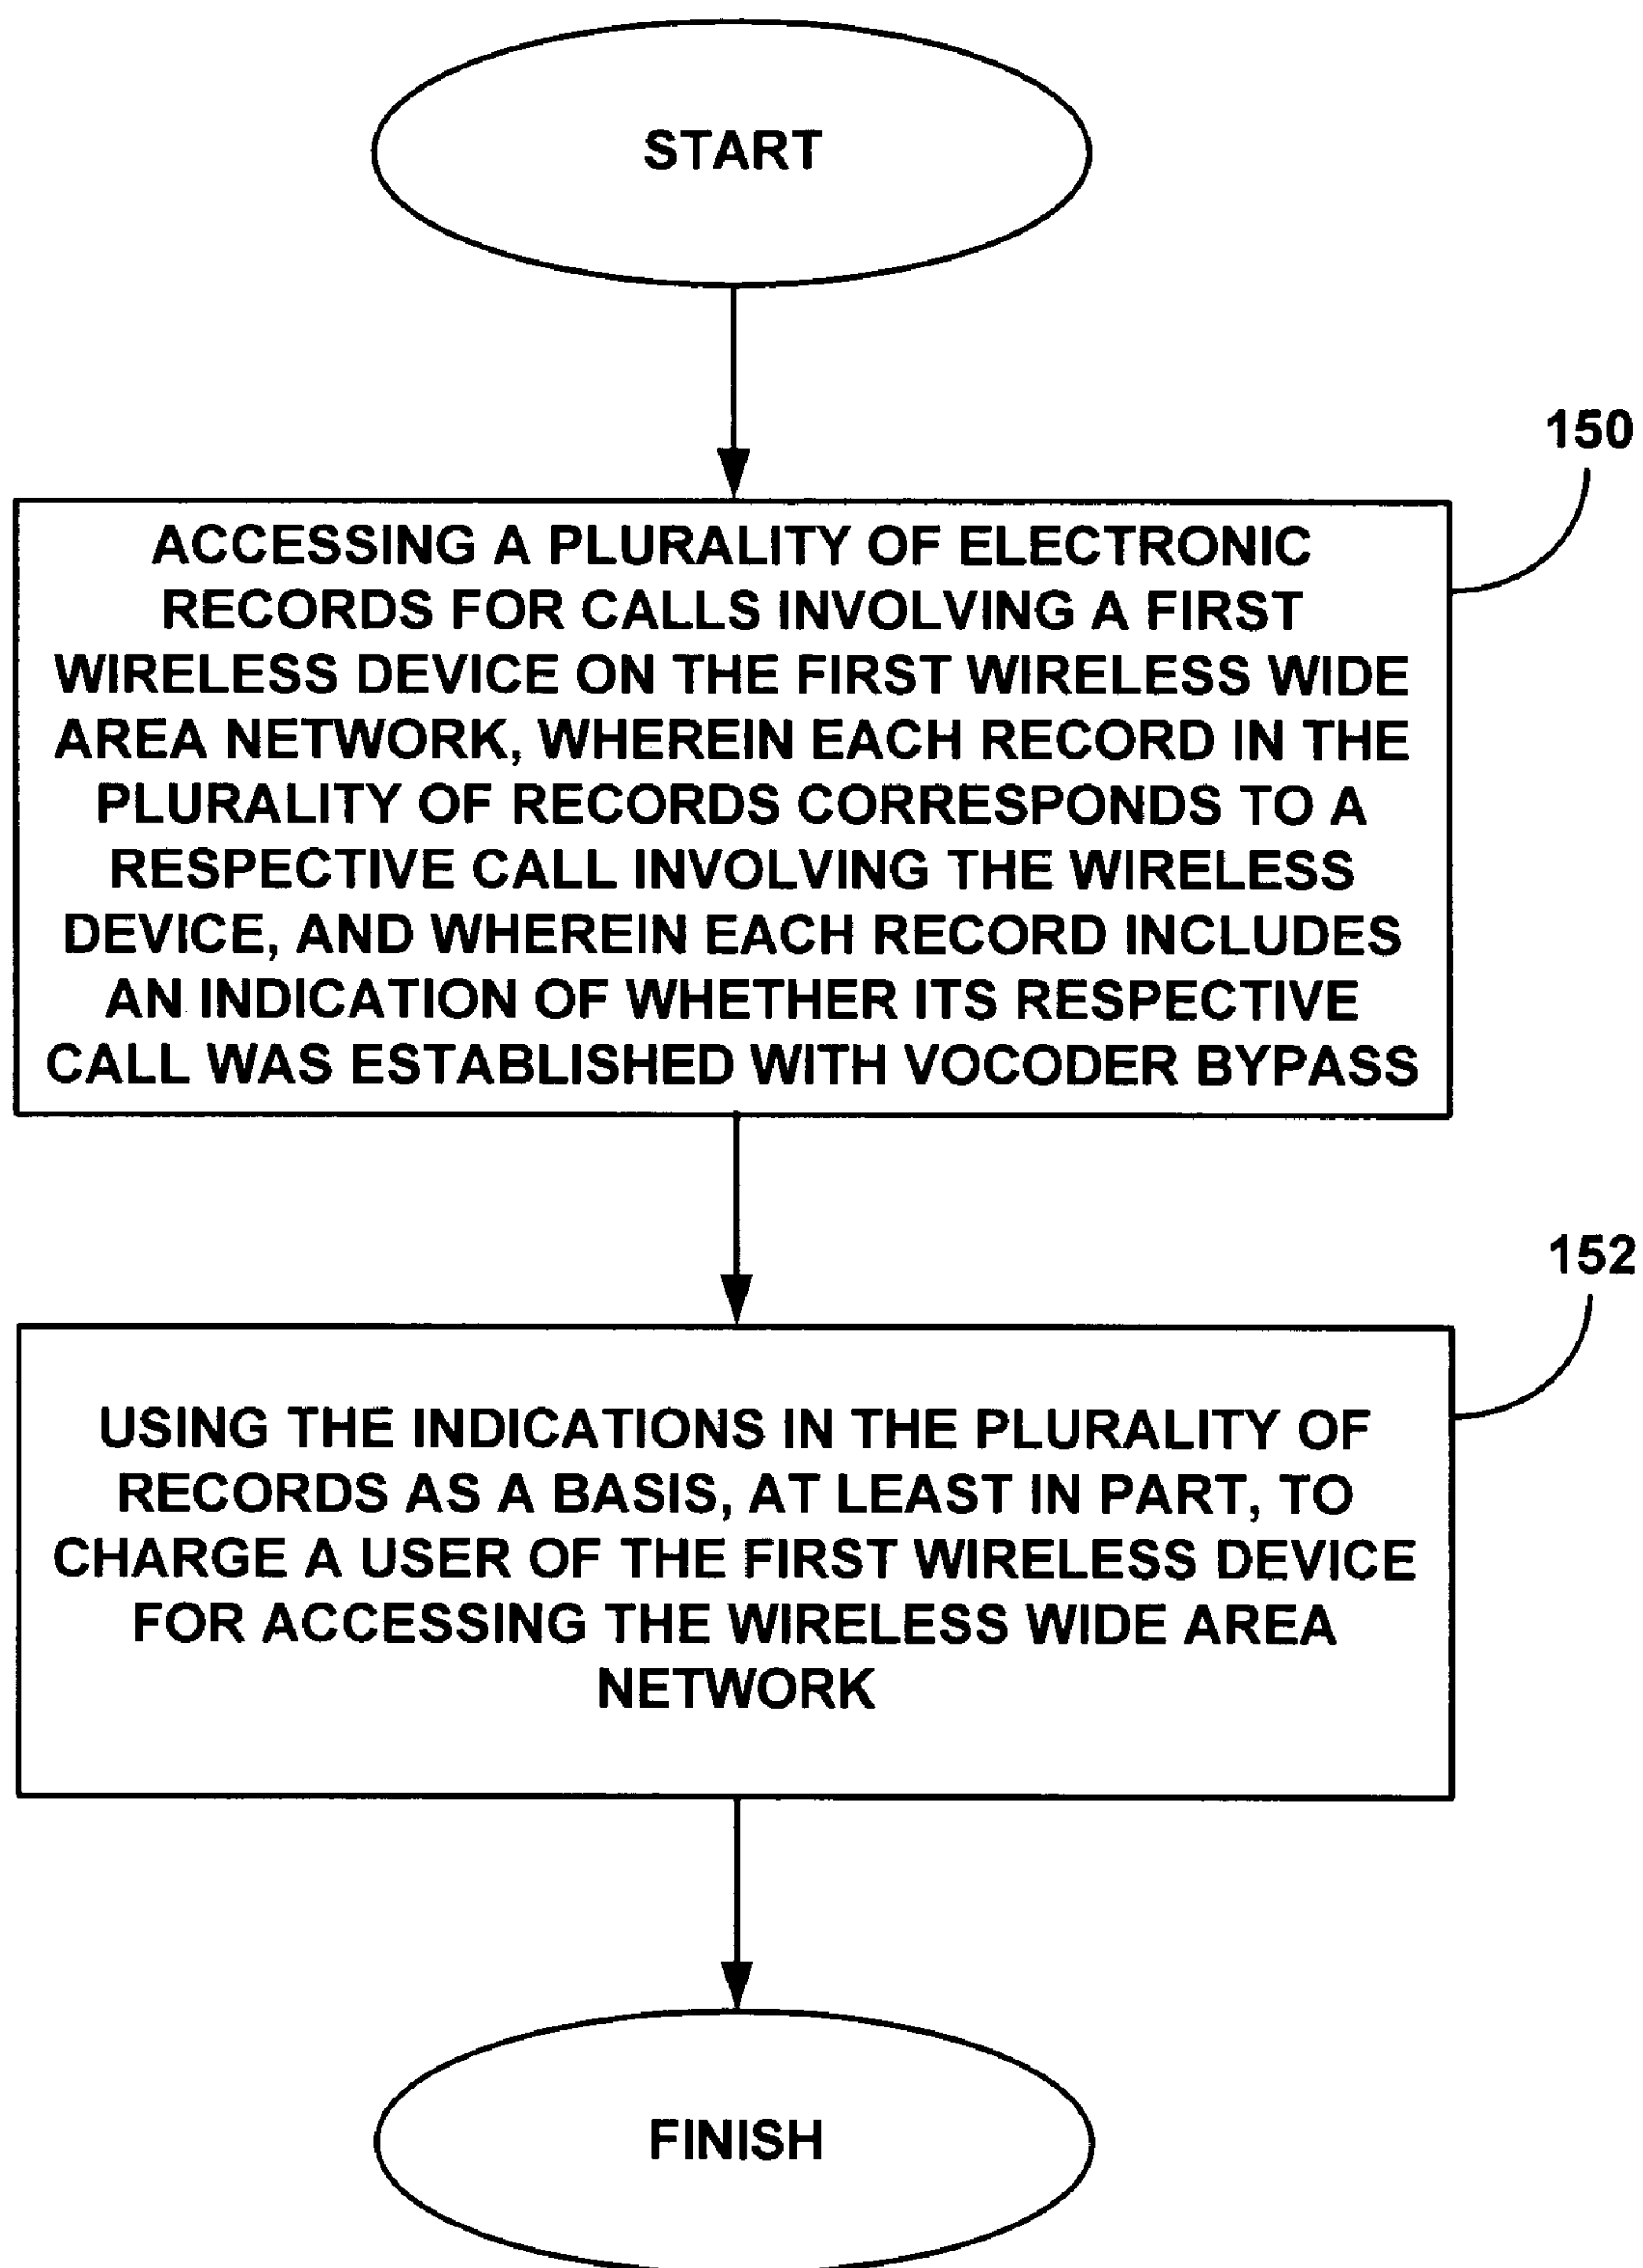 START
150
ACCESSING A PLURALITY OF ELECTRONIC
RECORDS FOR CALLS INVOLVING A FIRST
WIRELESS DEVICE ON THE FIRST WIRELESS WIDE
AREA NETWORK, WHEREIN EACH RECORD IN THE
PLURALITY OF RECORDS CORRESPONDS TO A
RESPECTIVE CALL INVOLVING THE WIRELESS
DEVICE, AND WHEREIN EACH RECORD INCLUDES
AN INDICATION OF WHETHER ITS RESPECTIVE
CALL WAS ESTABLISHED WITH VOCODER BYPASS
152
USING THE INDICATIONS IN THE PLURALITY OF
RECORDS AS A BASIS, AT LEAST IN PART, TO
CHARGE A USER OF THE FIRST WIRELESS DEVICE
FOR ACCESSING THE WIRELESS WIDE AREA
NETWORK
FINISH